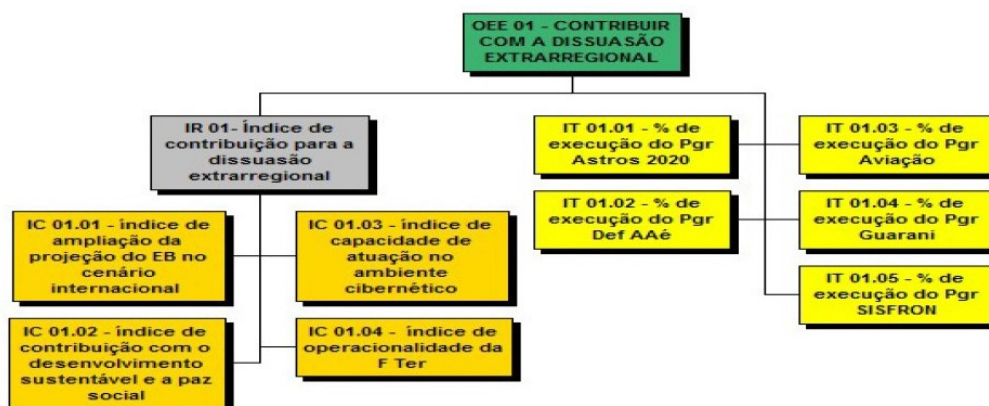 OEE 01 - CONTRIBUIR
COM A DISSUASÃO
EXTRARREGIONAL
IR 01- Índice de
contribuição para a
dissuasão
extrarregional
IT 01.01 - % de
execução do Pgr
Astros 2020
IT 01.03 - % de
execução do Pgr
Aviação
IT 01.02 - % de
execução do Pgr
Def AAé
IT 01.04 - % de
execução do Pgr
Guarani
IT 01.05 - % de
execução do Pgr
SISFRON
IC 01.01 - índice de
ampliação da
projeção do EB no
cenário
internacional
IC 01.03 - índice de
capacidade de
atuação no
ambiente
cibernético
IC 01.02 - índice de
contribuição com o
desenvolvimento
sustentável e a paz
social
IC 01.04 - índice de
operacionalidade da
F Ter